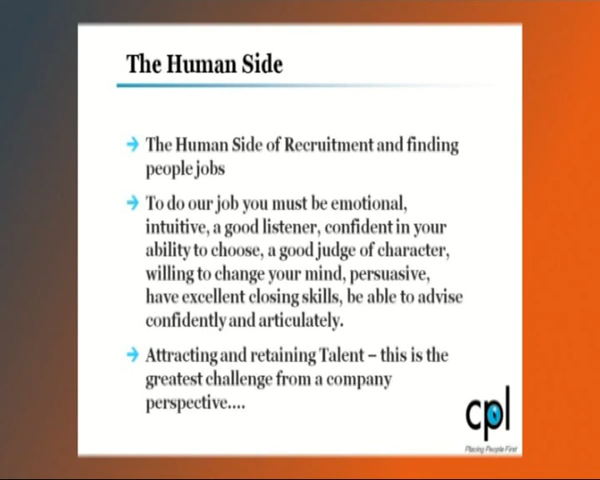 The Human Side
→ The Human Side of Recruitment and finding
people jobs
→ To do our job you must be emotional,
intuitive, a good listener, confident in your
ability to choose, a good judge of character,
willing to change your mind, persuasive,
have excellent closing skills, be able to advise
confidently and articulately.
→ Attracting and retaining Talent – this is the
greatest challenge from a company
perspective....
cpl
Placing People First